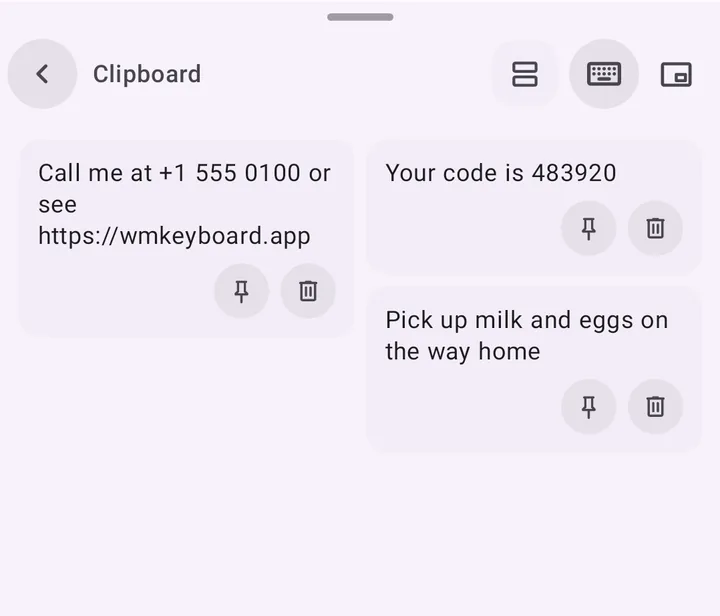 Clipboard
Call me at +1 555 0100 or
see
https://wmkeyboard.app
Your code is 483920
Pick up milk and eggs on
the way home